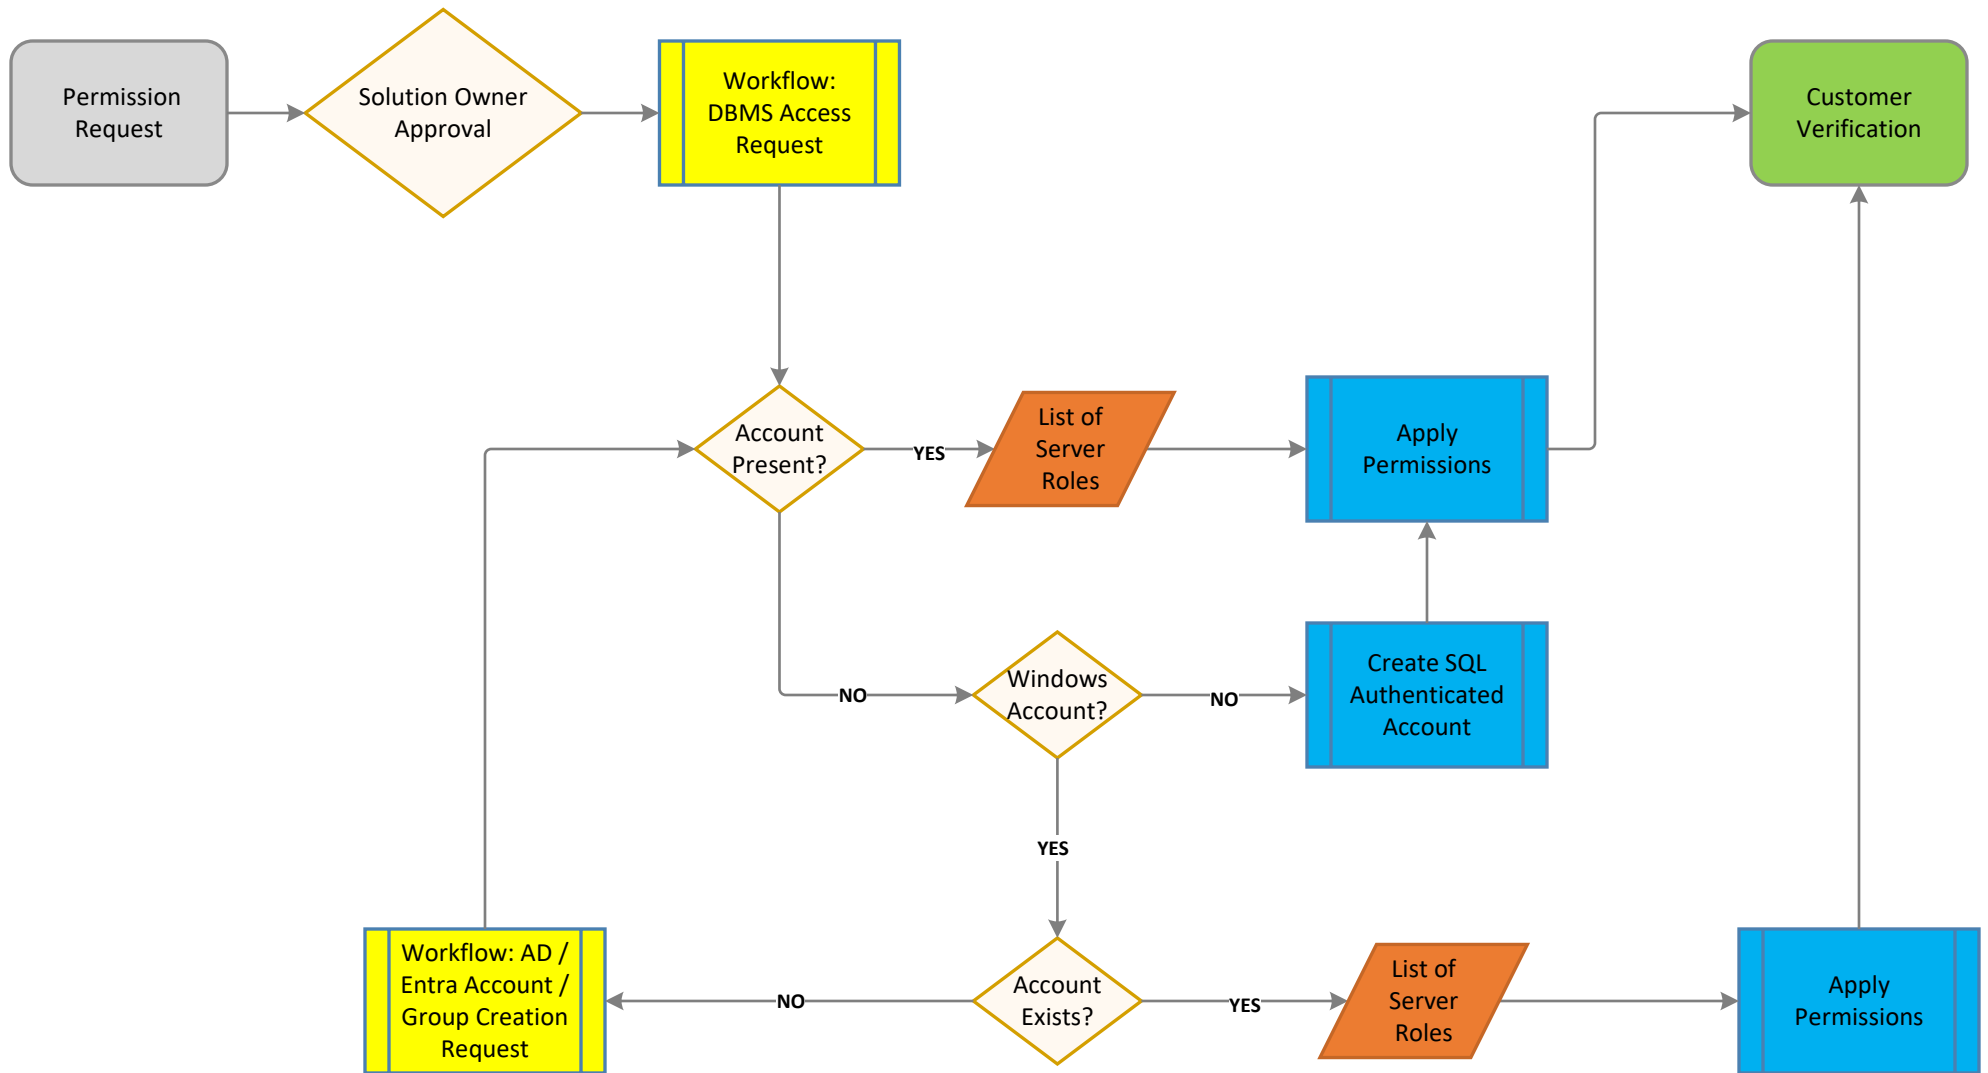 Permission
Request
Solution Owner
Approval
Workflow:
DBMS Access
Request
Customer
Verification
Account
Present?
YES
List of
Server
Roles
Apply
Permissions
NO
Windows
Account?
NO
Create SQL
Authenticated
Account
YES
Workflow: AD /
Entra Account /
Group Creation
Request
NO
Account
Exists?
YES
List of
Server
Roles
Apply
Permissions